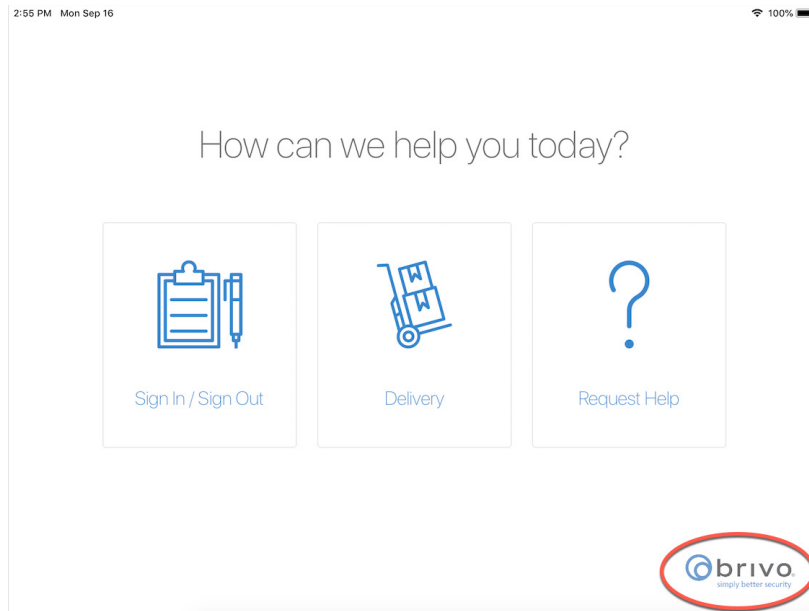 2:55 PM Mon Sep 16
100%
How can we help you today?
Sign In / Sign Out
Delivery
Request Help
brivo®
simply better security